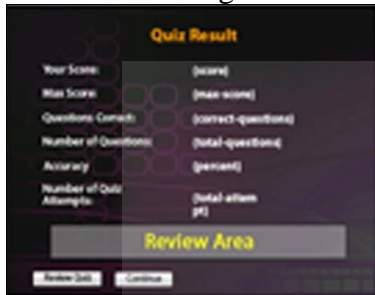 Quiz Result
Your Score: {score}
Max Score: {max-score}
Questions Correct: {correct-questions}
Number of Questions: {total-questions}
Accuracy {percent}
Number of Quiz {total-attem
Attempts: pt}
Review Area
Review Quiz Continue